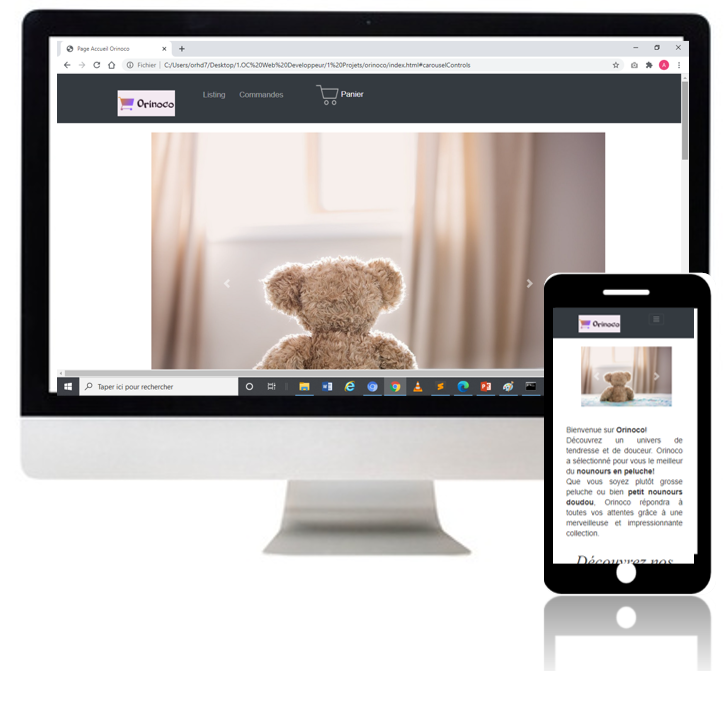 Page Accueil Orinoco
Fichier | C:/Users/orhd7/Desktop/1.OC%20Web%20Developpeur/1%20Projets/orinoco/index.html#carouselControls
A
Orinoco
Listing Commandes Panier
Taper ici pour rechercher
Orinoco
Bienvenue sur Orinoco!
Découvrez un univers de
tendresse et de douceur. Orinoco
a sélectionné pour vous le meilleur
du nounours en peluche!
Que vous soyez plutôt grosse
peluche ou bien petit nounours
doudou, Orinoco répondra à
toutes vos attentes grâce à une
merveilleuse et impressionnante
collection.
Découvrez nos